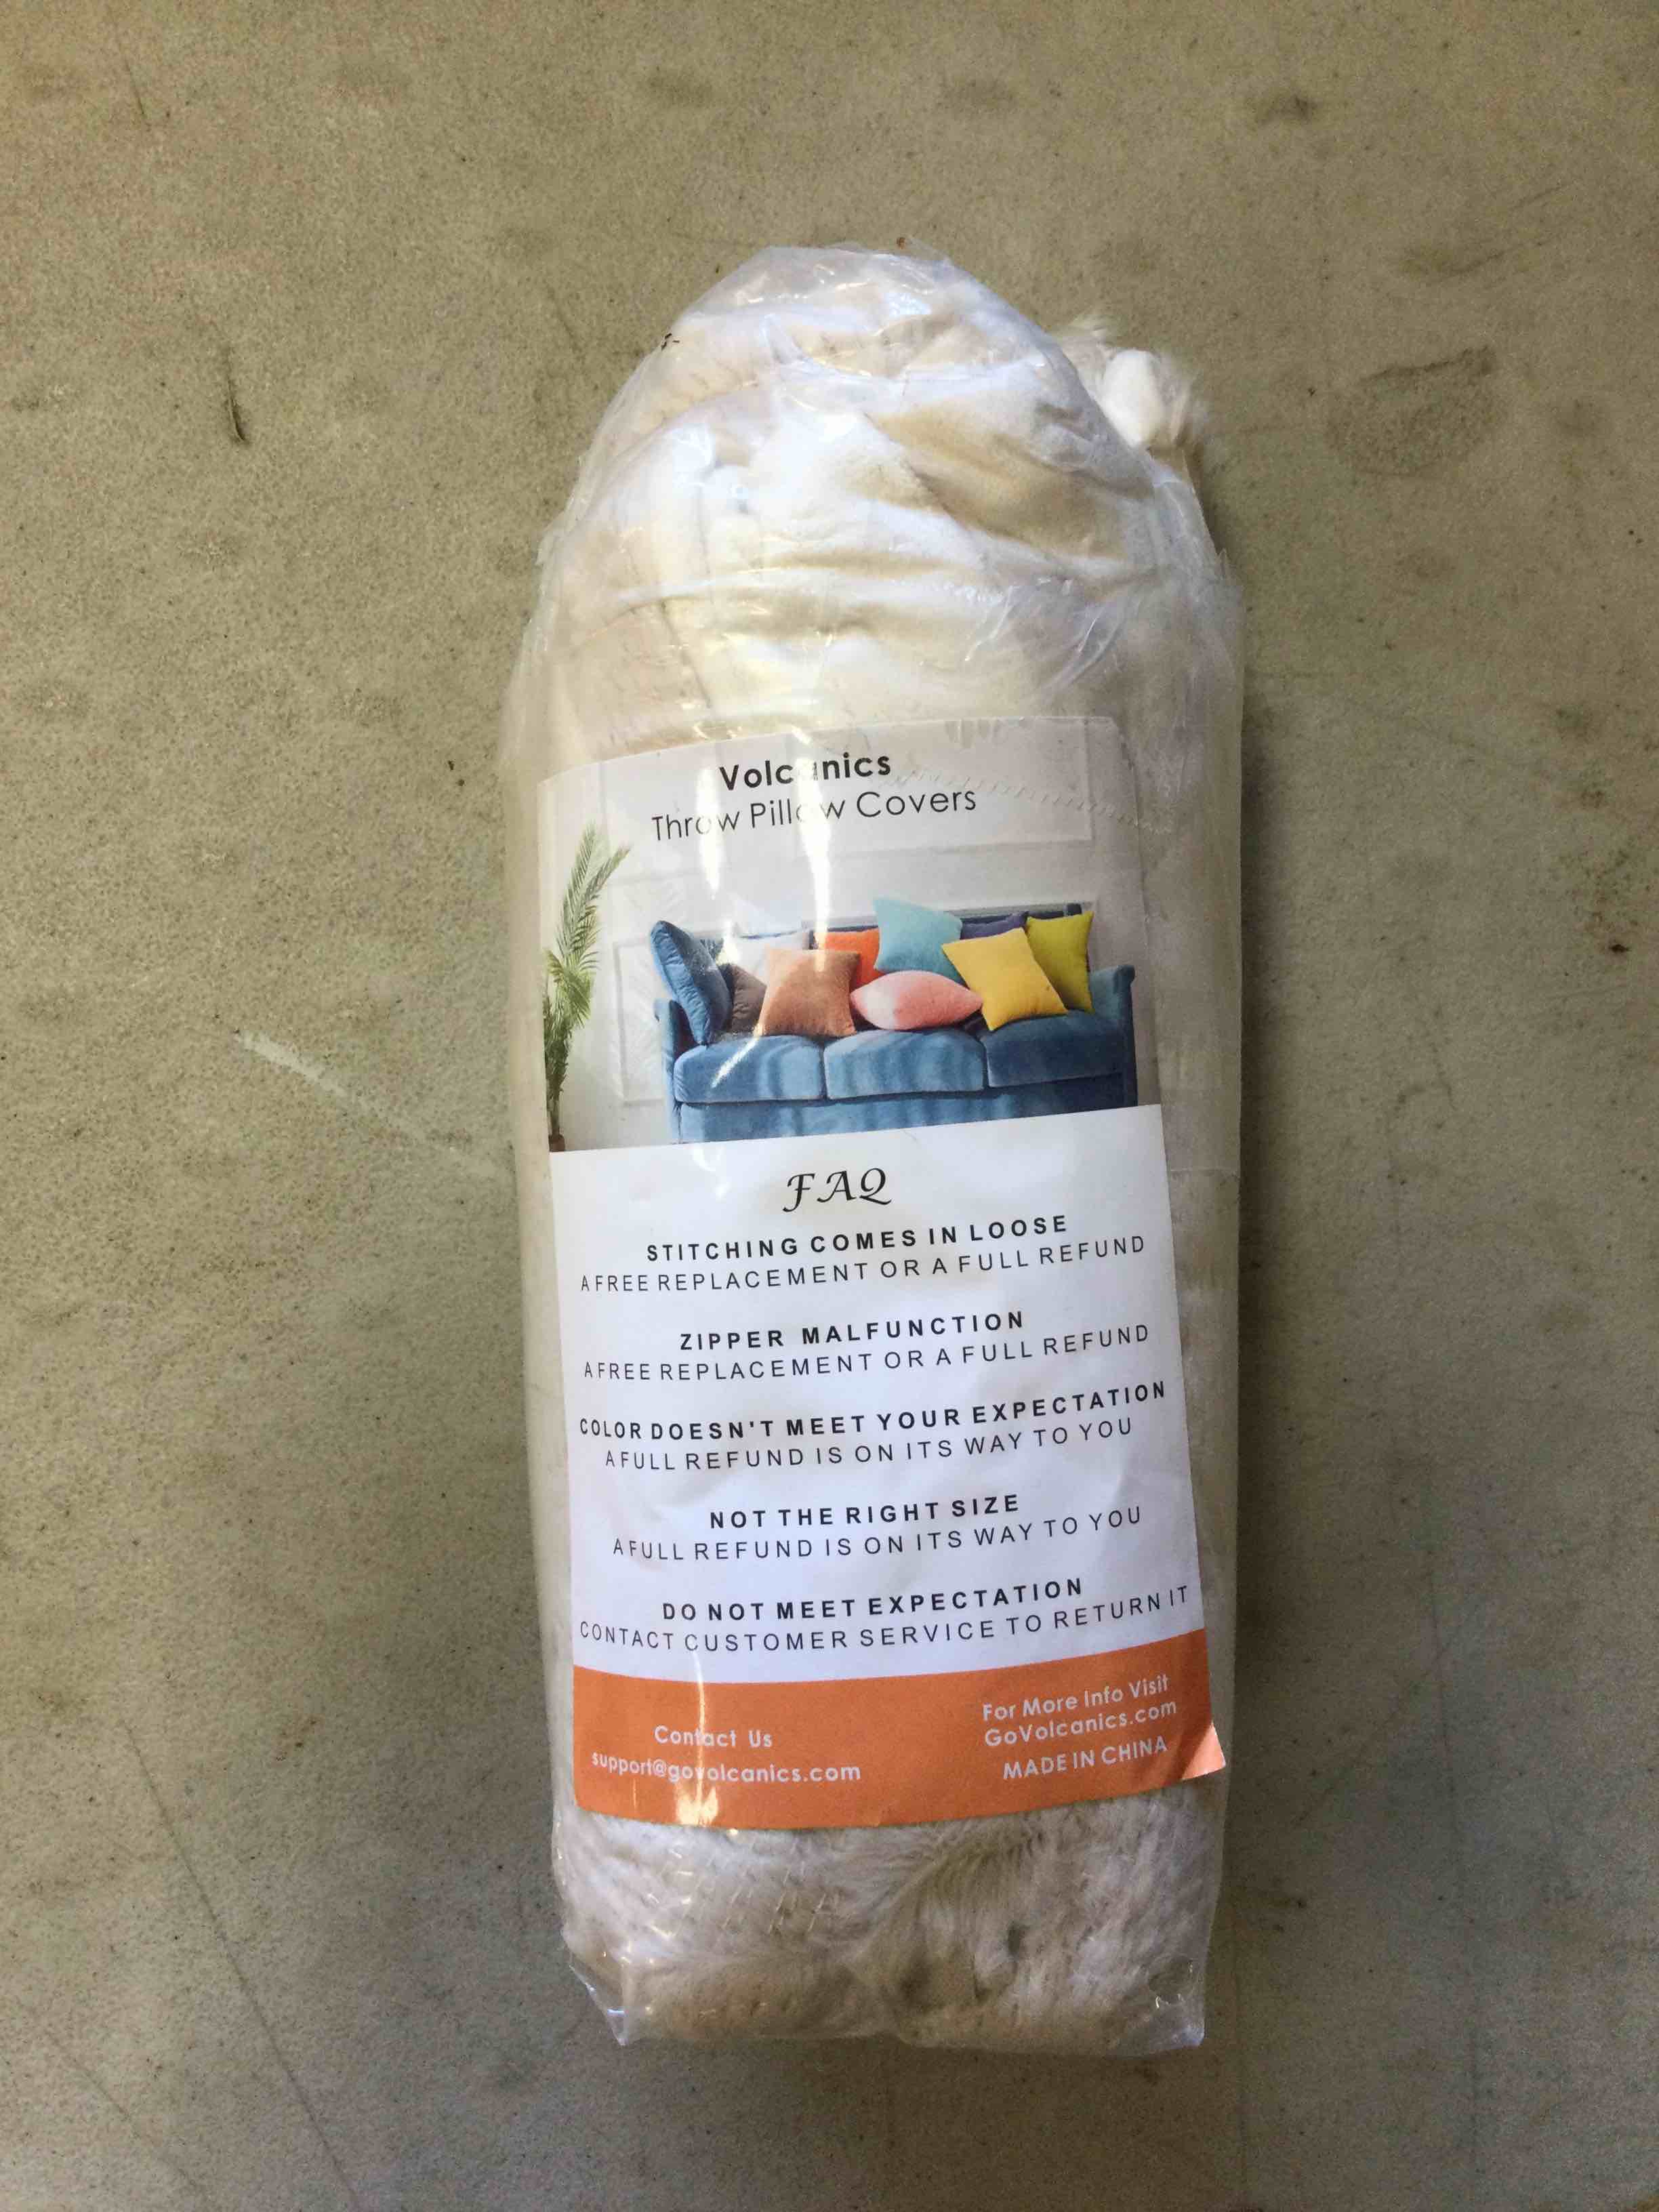 Volcanics
Throw Pillow Covers
FAQ
STITCHING COMES IN LOOSE
A FREE REPLACEMENT OR A FULL REFUND
ZIPPER MALFUNCTION
A FREE REPLACEMENT OR A FULL REFUND
COLOR DOESN'T MEET YOUR EXPECTATION
A FULL REFUND IS ON ITS WAY TO YOU
NOT THE RIGHT SIZE
A FULL REFUND IS ON ITS WAY TO YOU
DO NOT MEET EXPECTATION
CONTACT CUSTOMER SERVICE TO RETURN IT
Contact Us
support@govolcanics.com
For More Info Visit
GoVolcanics.com
MADE IN CHINA